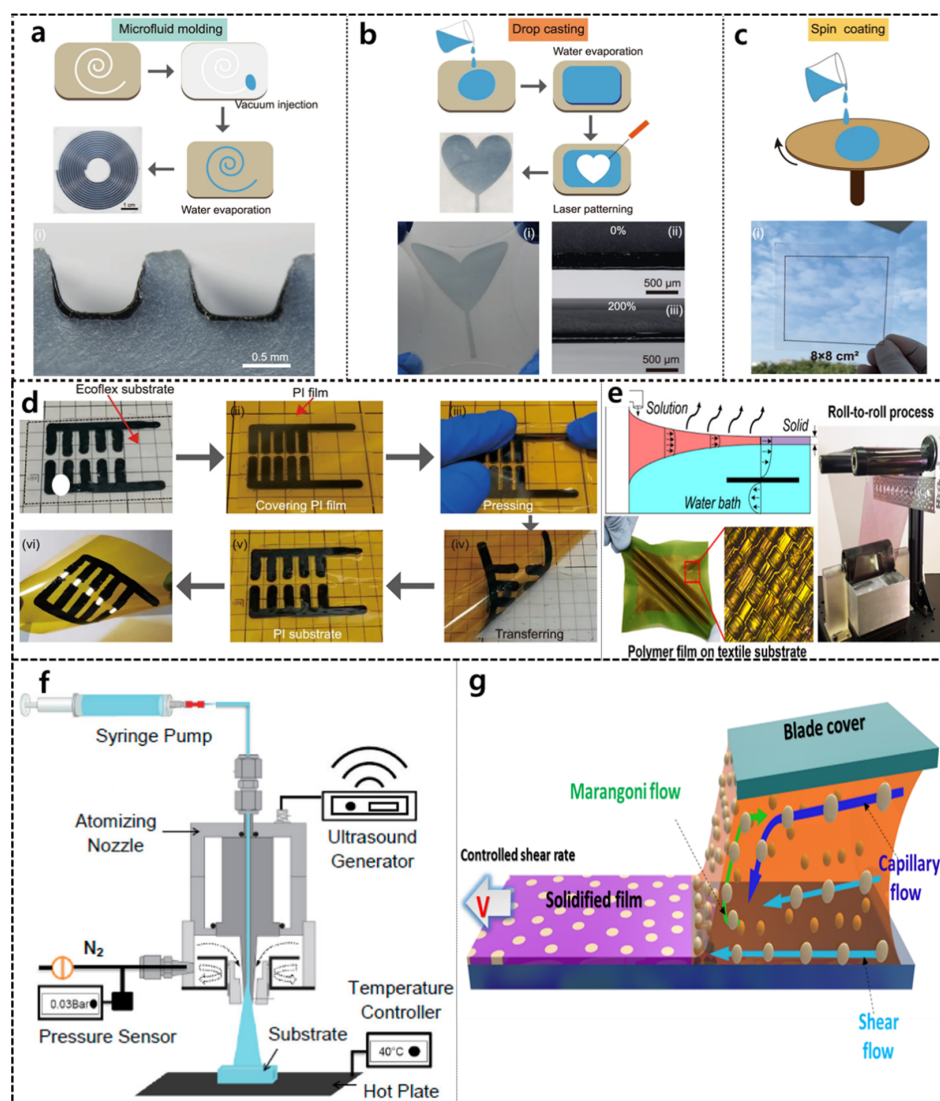 a
Microfluid molding
Vacuum injection
Water evaporation
1 cm
(i)
0.5 mm
b
Drop casting
Water evaporation
Laser patterning
(i)
0%
(ii)
500 µm
200%
(iii)
500 µm
c
Spin coating
(i)
8×8 cm²
d
Ecoflex substrate
PI film
(ii)
Covering PI film
(iii)
Pressing
(iv)
Transferring
(v)
PI substrate
(vi)
e
Solution
Solid
Water bath
Roll-to-roll process
Polymer film on textile substrate
f
Syringe Pump
Atomizing
Nozzle
Ultrasound
Generator
N₂
0.03Bar
Pressure Sensor
Temperature
Controller
Substrate
40°C
Hot Plate
g
Blade cover
Marangoni flow
Capillary
flow
Controlled shear rate
V
Solidified film
Shear
flow